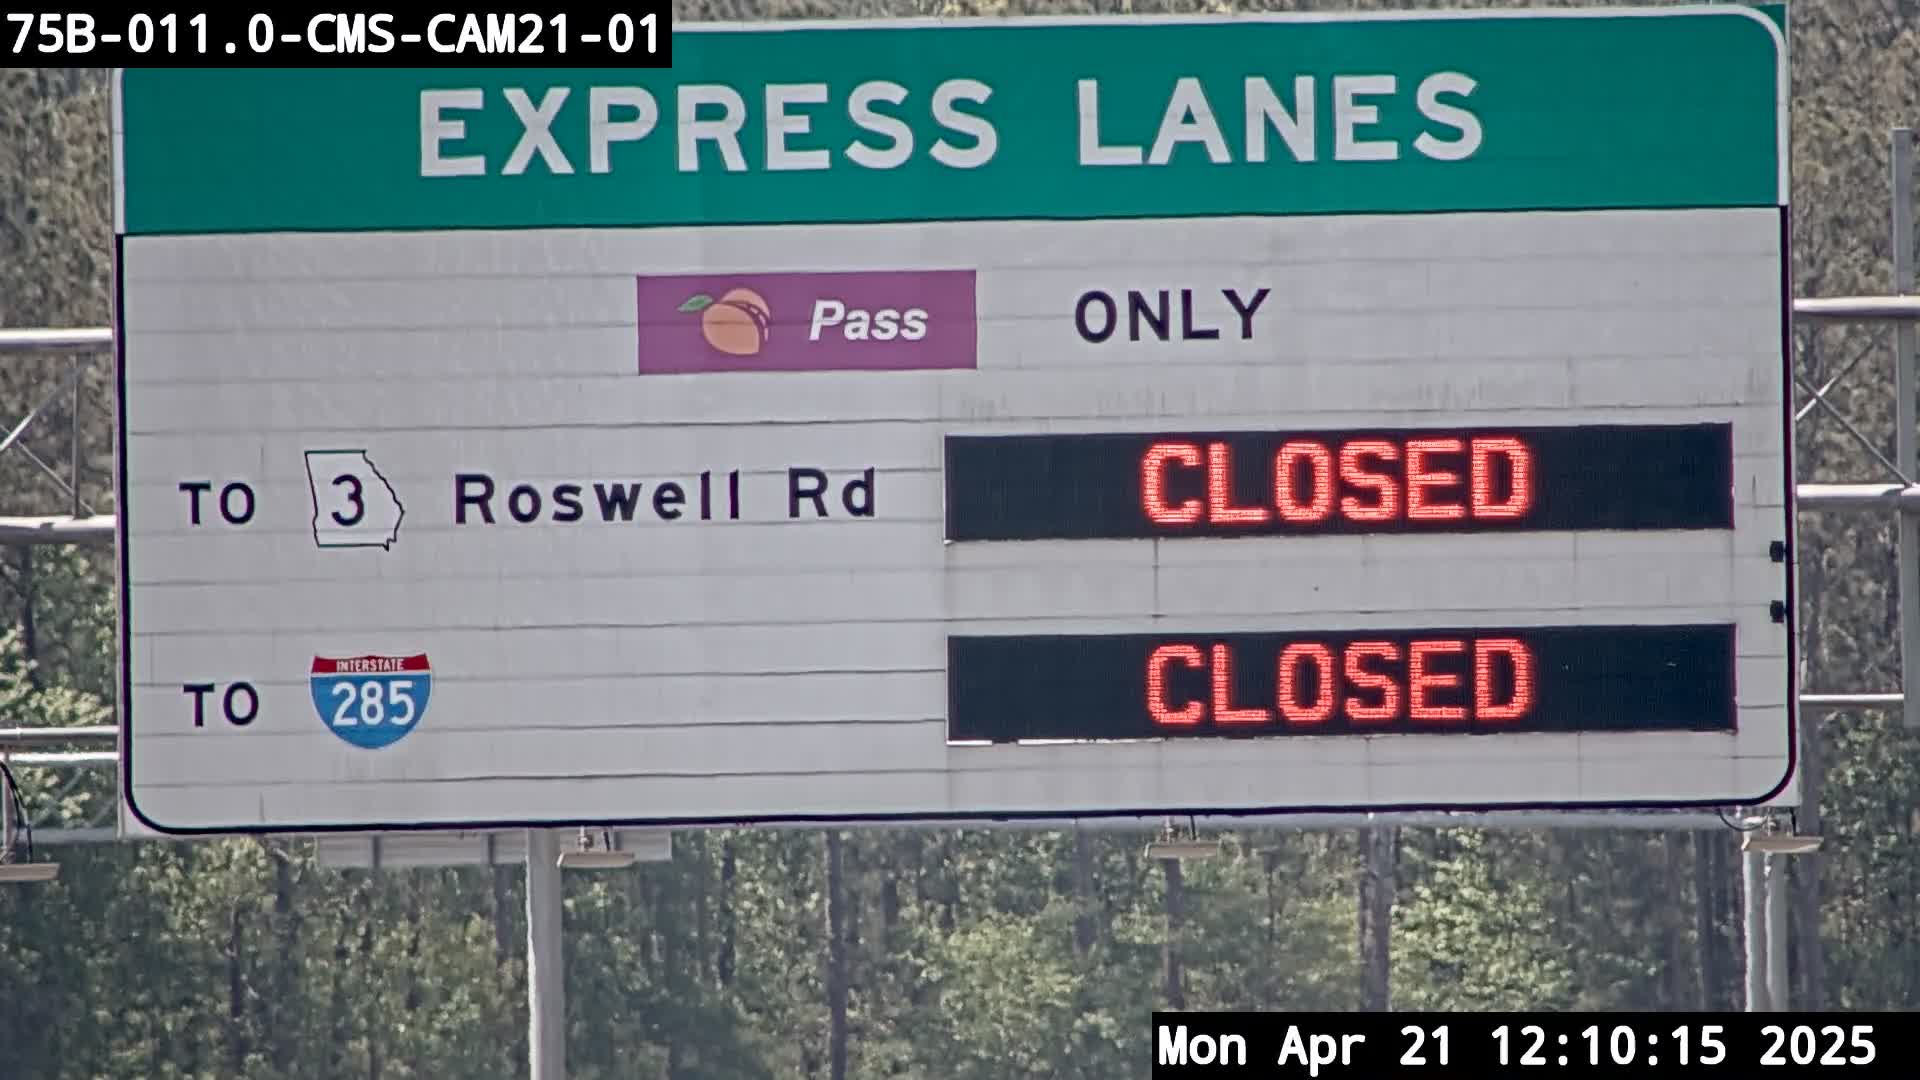 75B-011.0-CMS-CAM21-01
EXPRESS LANES
Pass ONLY
TO 3 Roswell Rd CLOSED
TO INTERSTATE 285 CLOSED
Mon Apr 21 12:10:15 2025